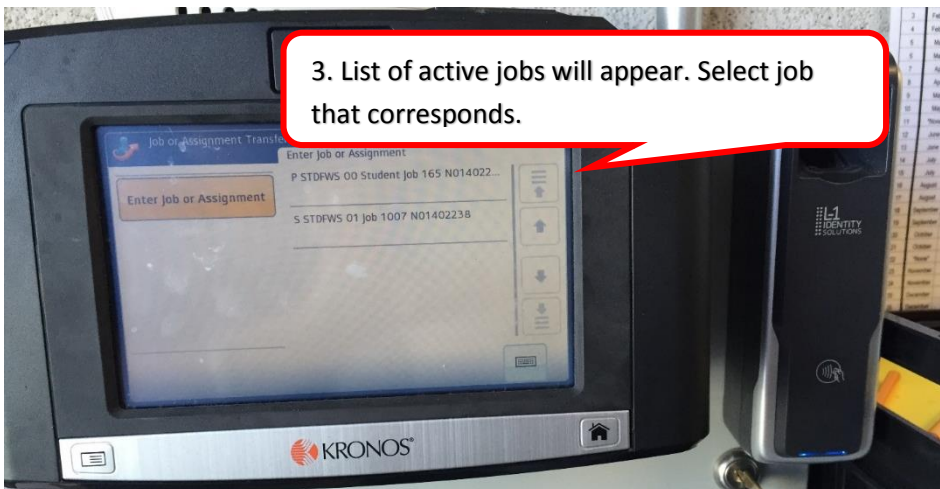 3. List of active jobs will appear. Select job
that corresponds.
Job or Assignment
Enter Job or Assignment
P STDFWS 00 Student Job 165 N014022...
Enter Job or Assignment
S STDFWS 01 Job 1007 N01402238
L-1
IDENTITY
SOLUTIONS
KRONOS®